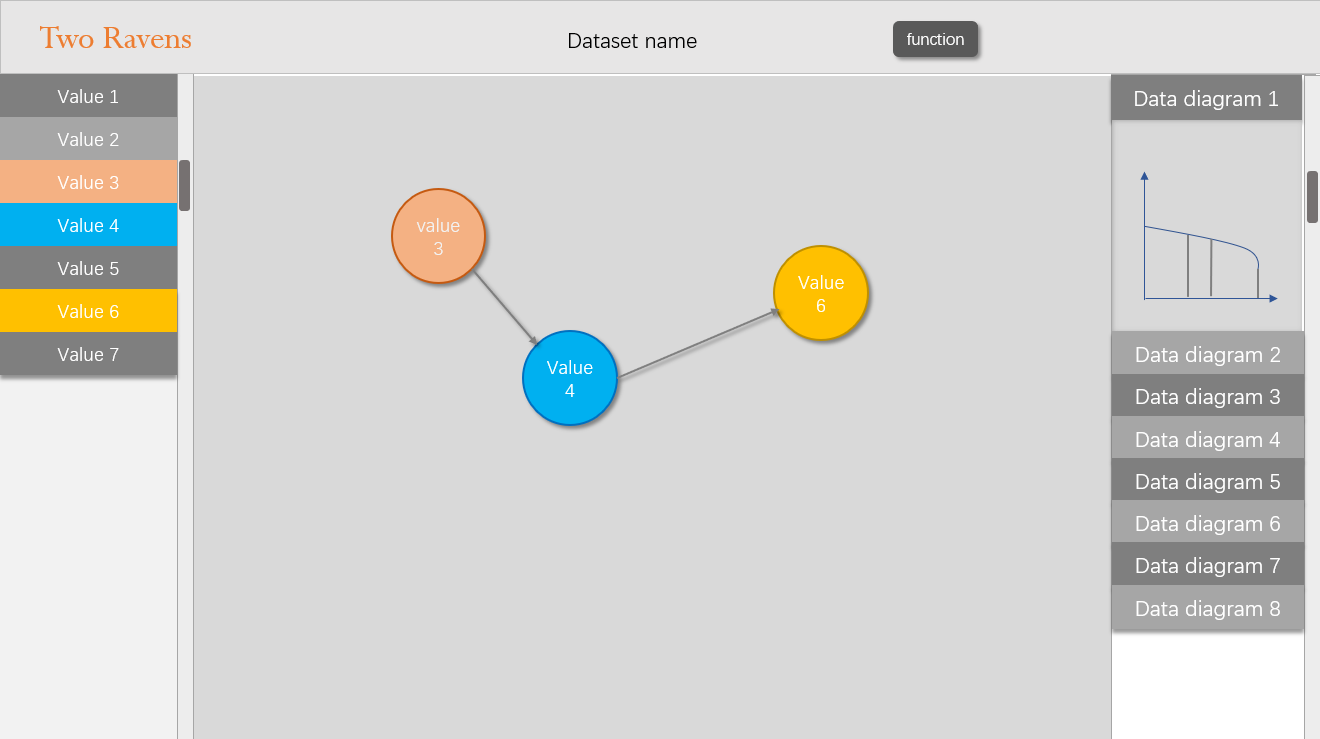 Two Ravens
Dataset name
function
Value 1
Value 2
Value 3
Value 4
Value 5
Value 6
Value 7
value
3
Value
4
Value
6
Data diagram 1
Data diagram 2
Data diagram 3
Data diagram 4
Data diagram 5
Data diagram 6
Data diagram 7
Data diagram 8